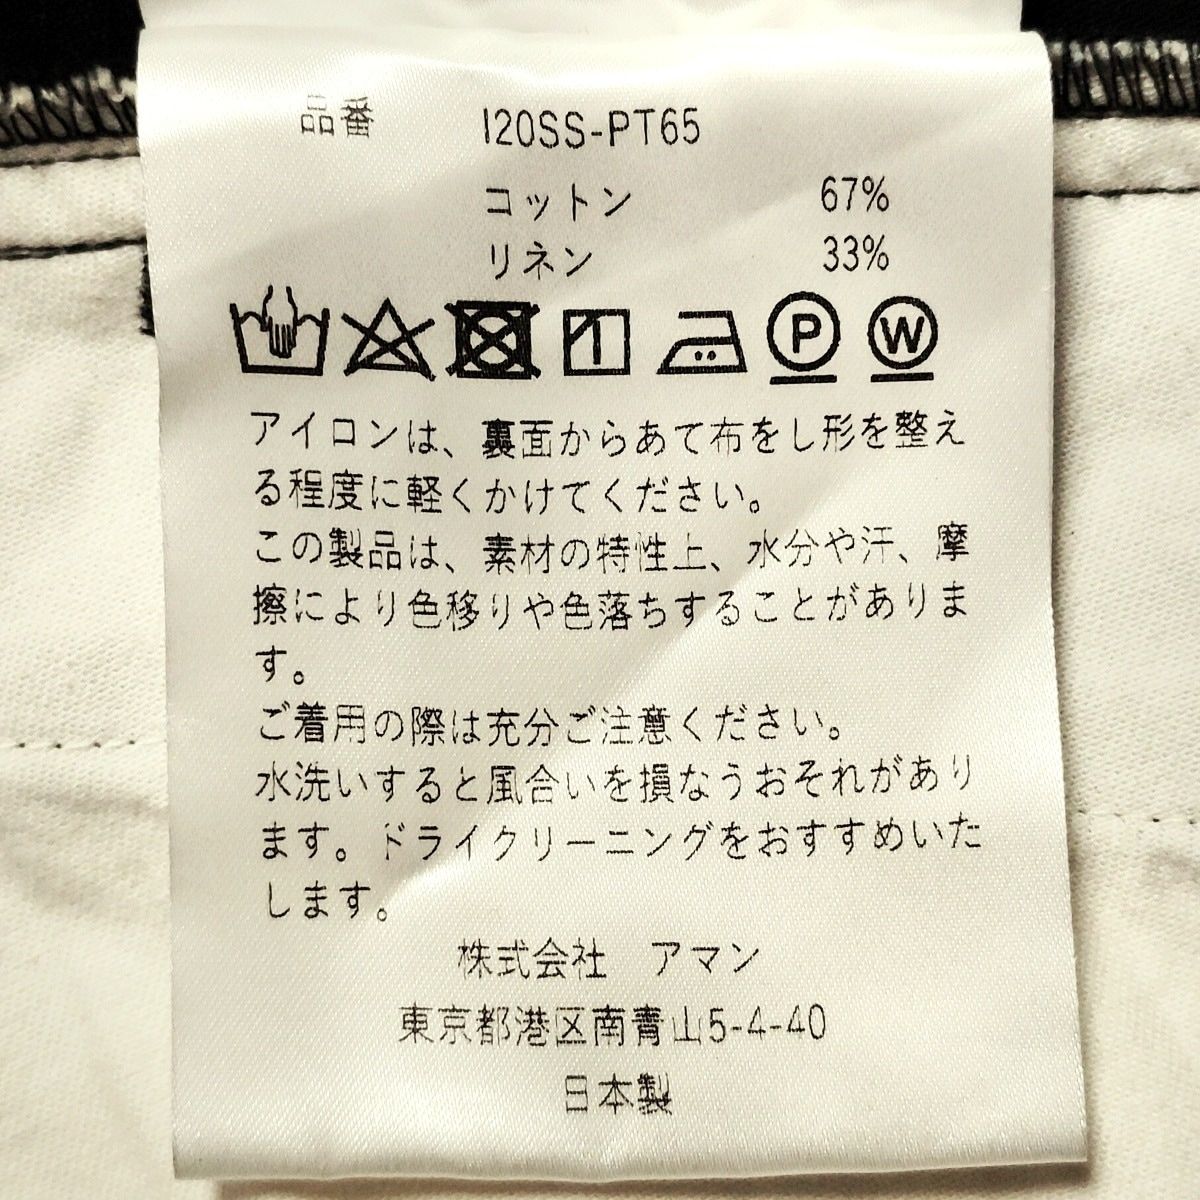 品番 I20SS-PT65
コットン 67%
リネン 33%
P W
アイロンは、裏面からあて布をし形を整え
る程度に軽くかけてください。
この製品は、素材の特性上、水分や汗、摩
擦により色移りや色落ちすることがありま
す。
ご着用の際は充分ご注意ください。
水洗いすると風合いを損なうおそれがあり
ます。ドライクリーニングをおすすめいた
します。
株式会社 アマン
東京都港区南青山5-4-40
日本製